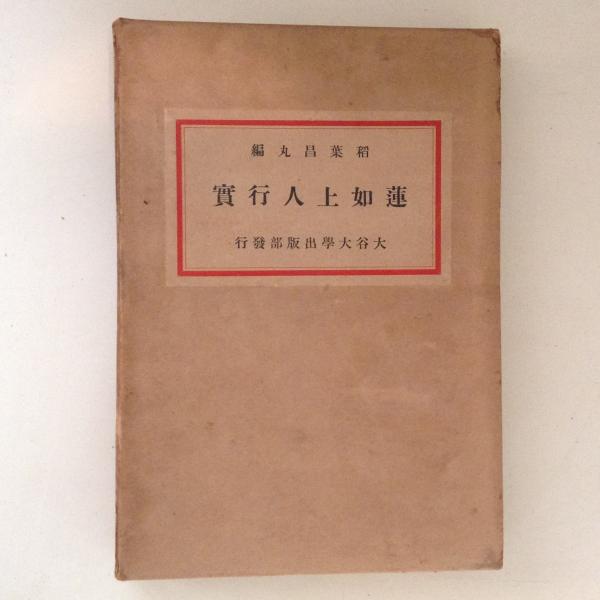 稻葉昌丸編
蓮如上人行實
大谷大學出版部發行